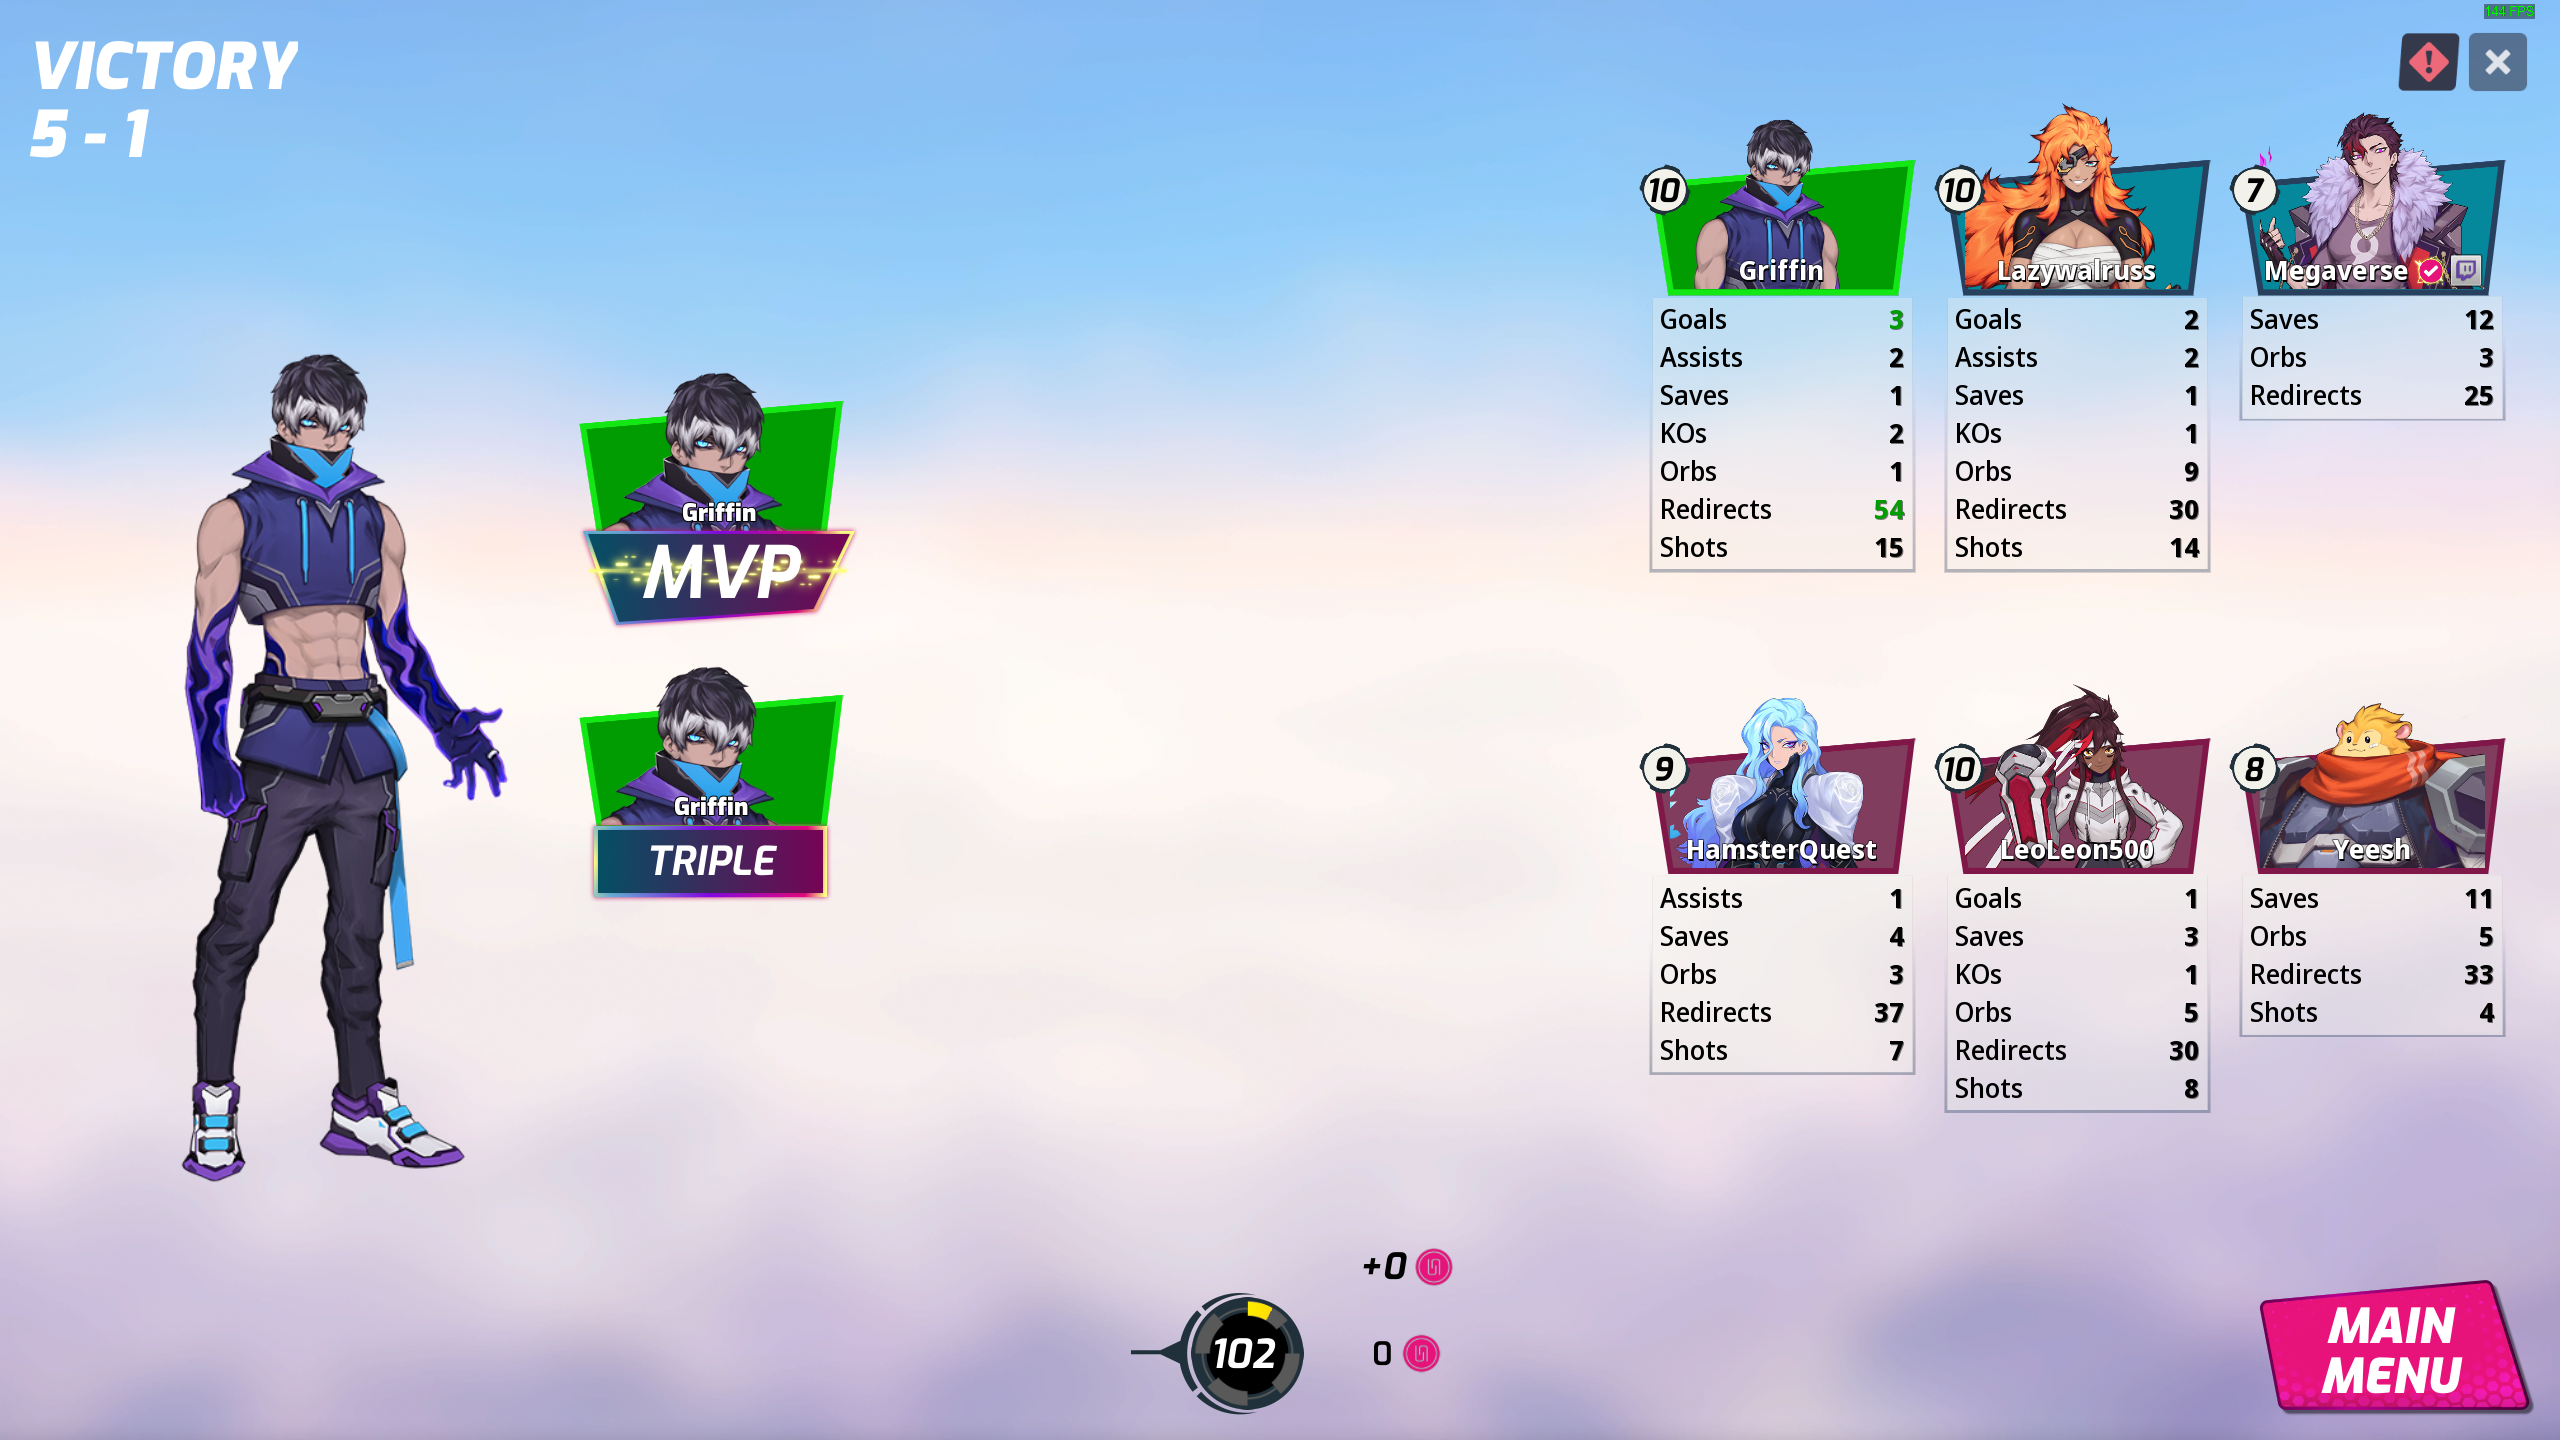 144 FPS
VICTORY
5 - 1
Griffin
MVP
Griffin
TRIPLE
10
Griffin
Goals 3
Assists 2
Saves 1
KOs 2
Orbs 1
Redirects 54
Shots 15
10
Lazywalruss
Goals 2
Assists 2
Saves 1
KOs 1
Orbs 9
Redirects 30
Shots 14
7
Megaverse
Saves 12
Orbs 3
Redirects 25
9
HamsterQuest
Assists 1
Saves 4
Orbs 3
Redirects 37
Shots 7
10
LeoLeon500
Goals 1
Saves 3
KOs 1
Orbs 5
Redirects 30
Shots 8
8
Yeesh
Saves 11
Orbs 5
Redirects 33
Shots 4
+0
102
0
MAIN
MENU